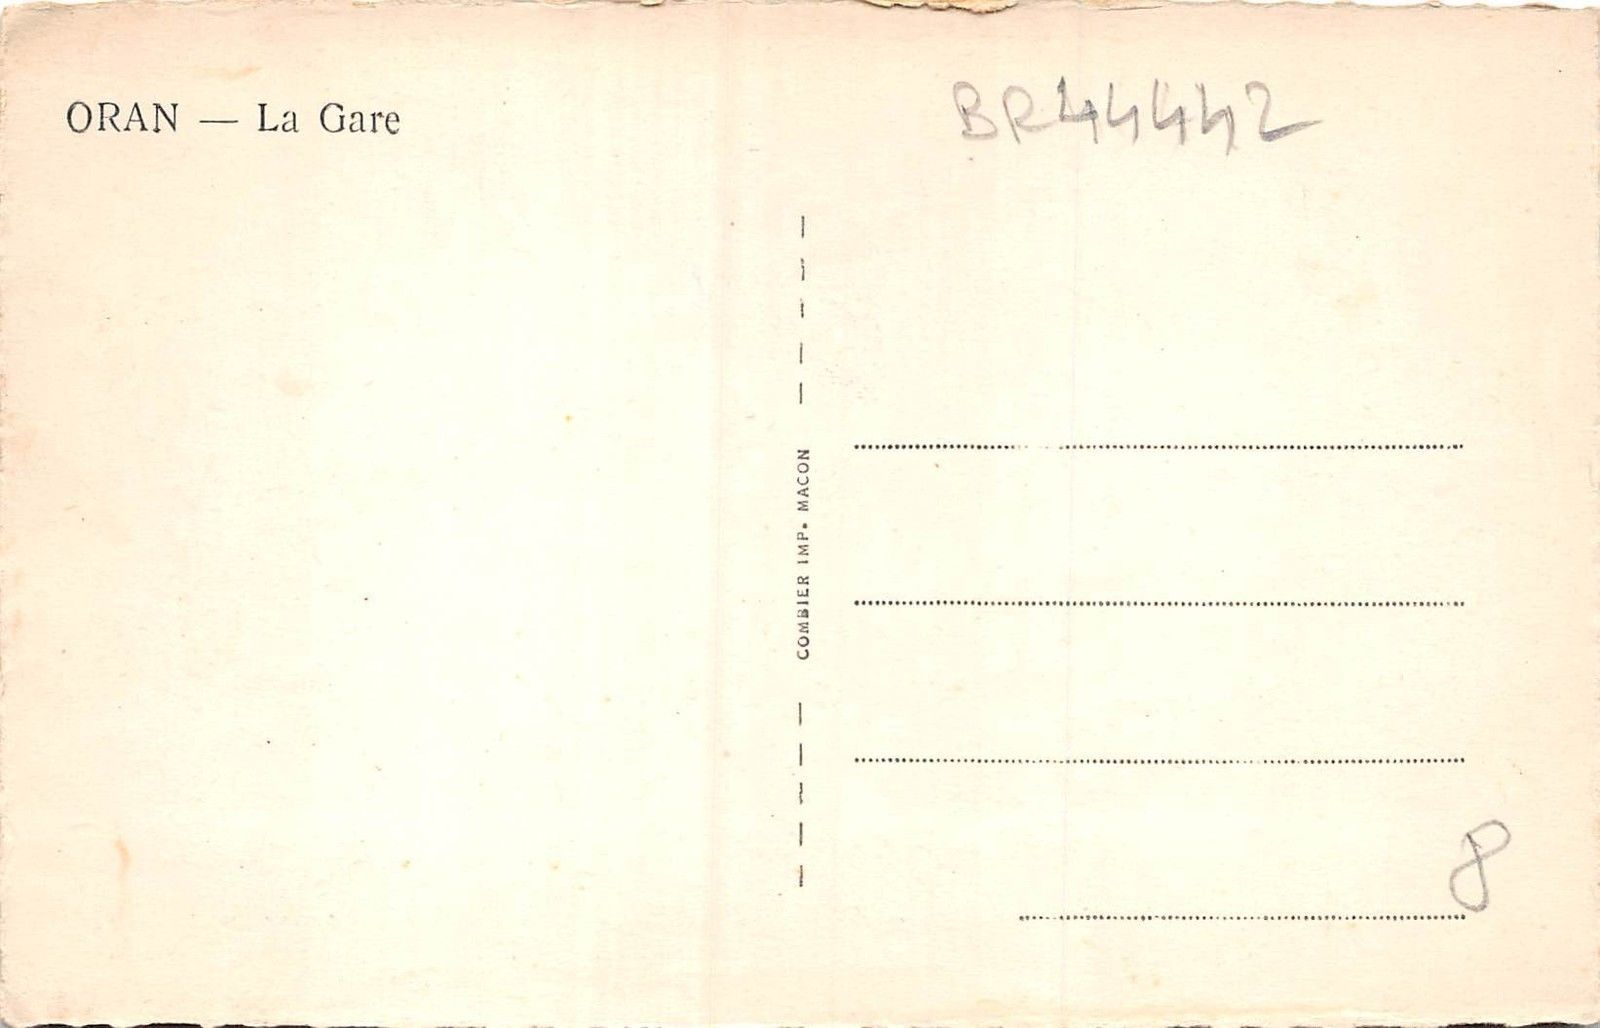 ORAN — La Gare
BR44442
COMBIER IMP. MACON
8